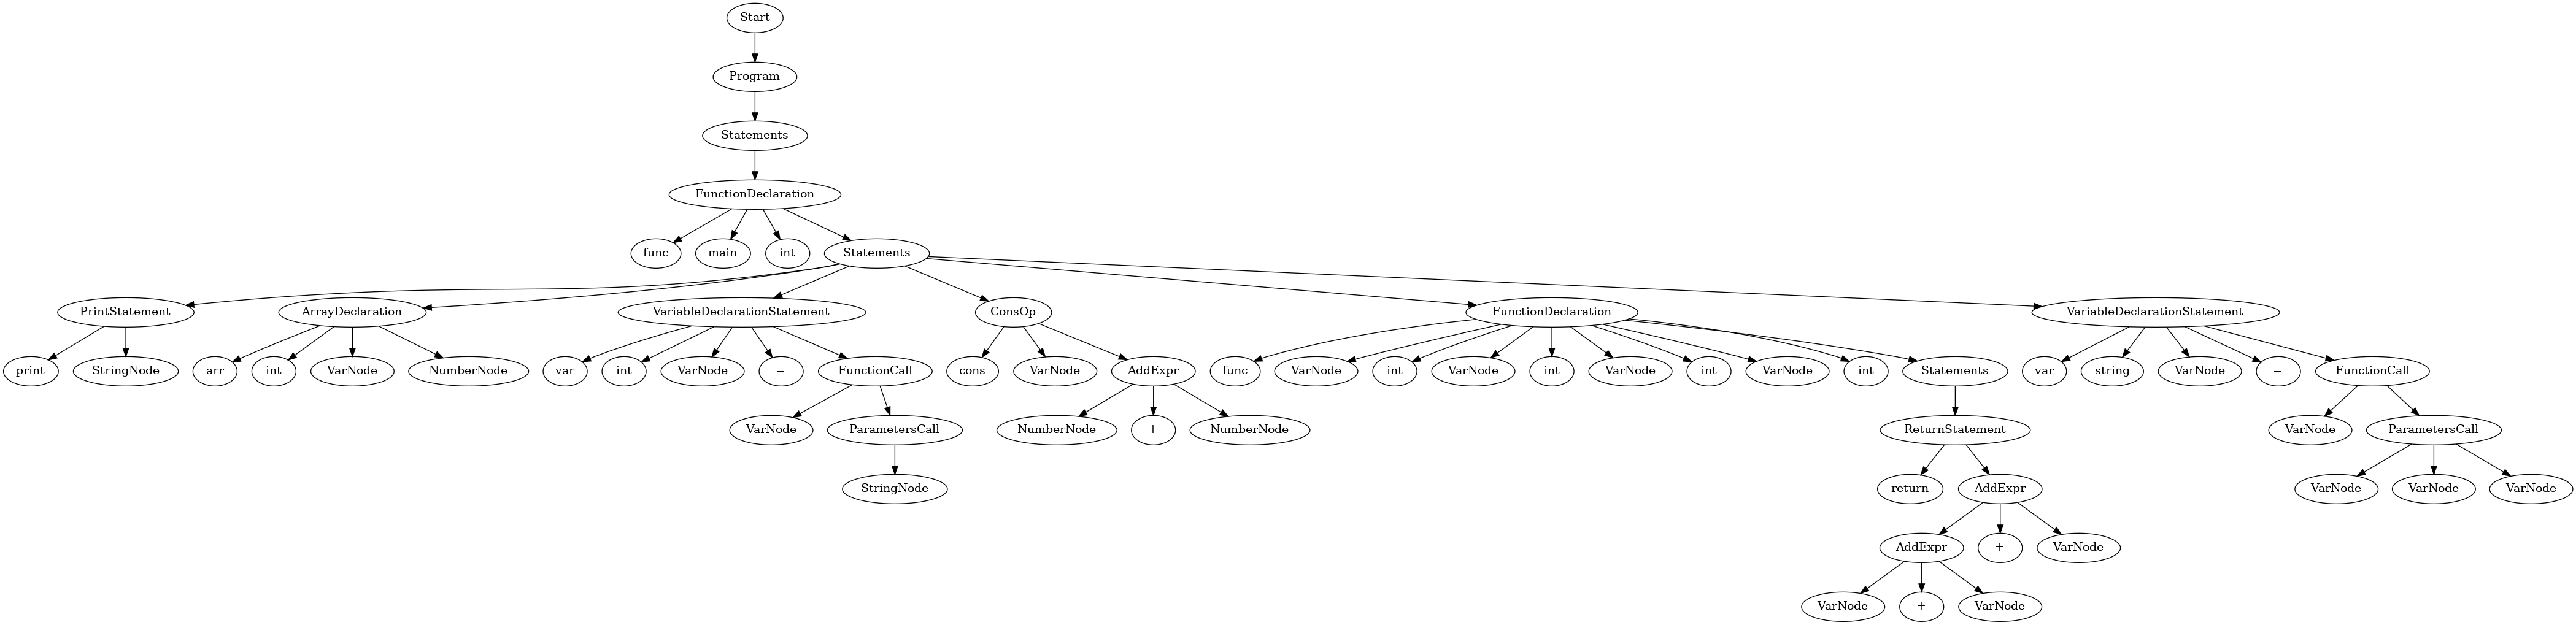 Start
Program
Statements
FunctionDeclaration
func main int Statements
PrintStatement ArrayDeclaration VariableDeclarationStatement ConsOp FunctionDeclaration VariableDeclarationStatement
print StringNode arr int VarNode NumberNode var int VarNode = FunctionCall cons VarNode AddExpr func VarNode int VarNode int VarNode int VarNode int Statements var string VarNode = FunctionCall
VarNode ParametersCall NumberNode + NumberNode ReturnStatement VarNode ParametersCall
StringNode return AddExpr VarNode VarNode VarNode
AddExpr + VarNode
VarNode + VarNode